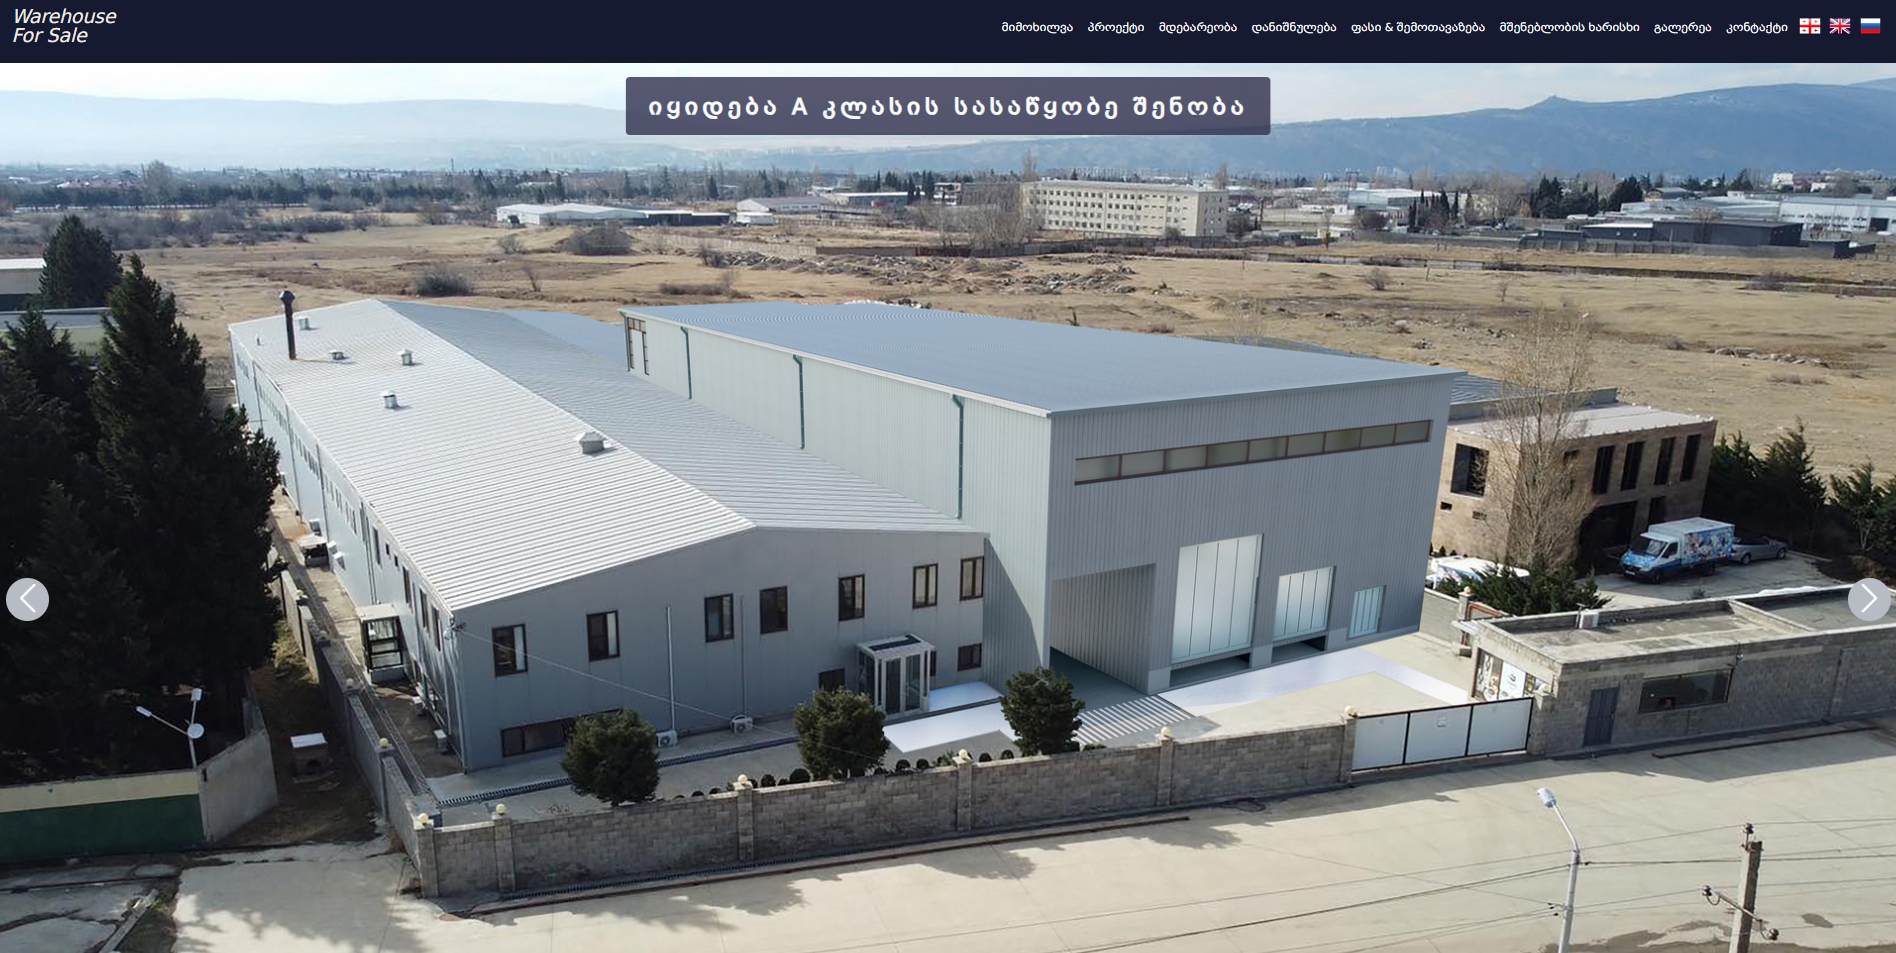 Warehouse
For Sale
მიმოხილვა პროექტი მდებარეობა დანიშნულება ფასი & შემოთავაზება მშენებლობის ხარისხი გალერეა კონტაქტი
იყიდება A კლასის სასაწყობე შენობა